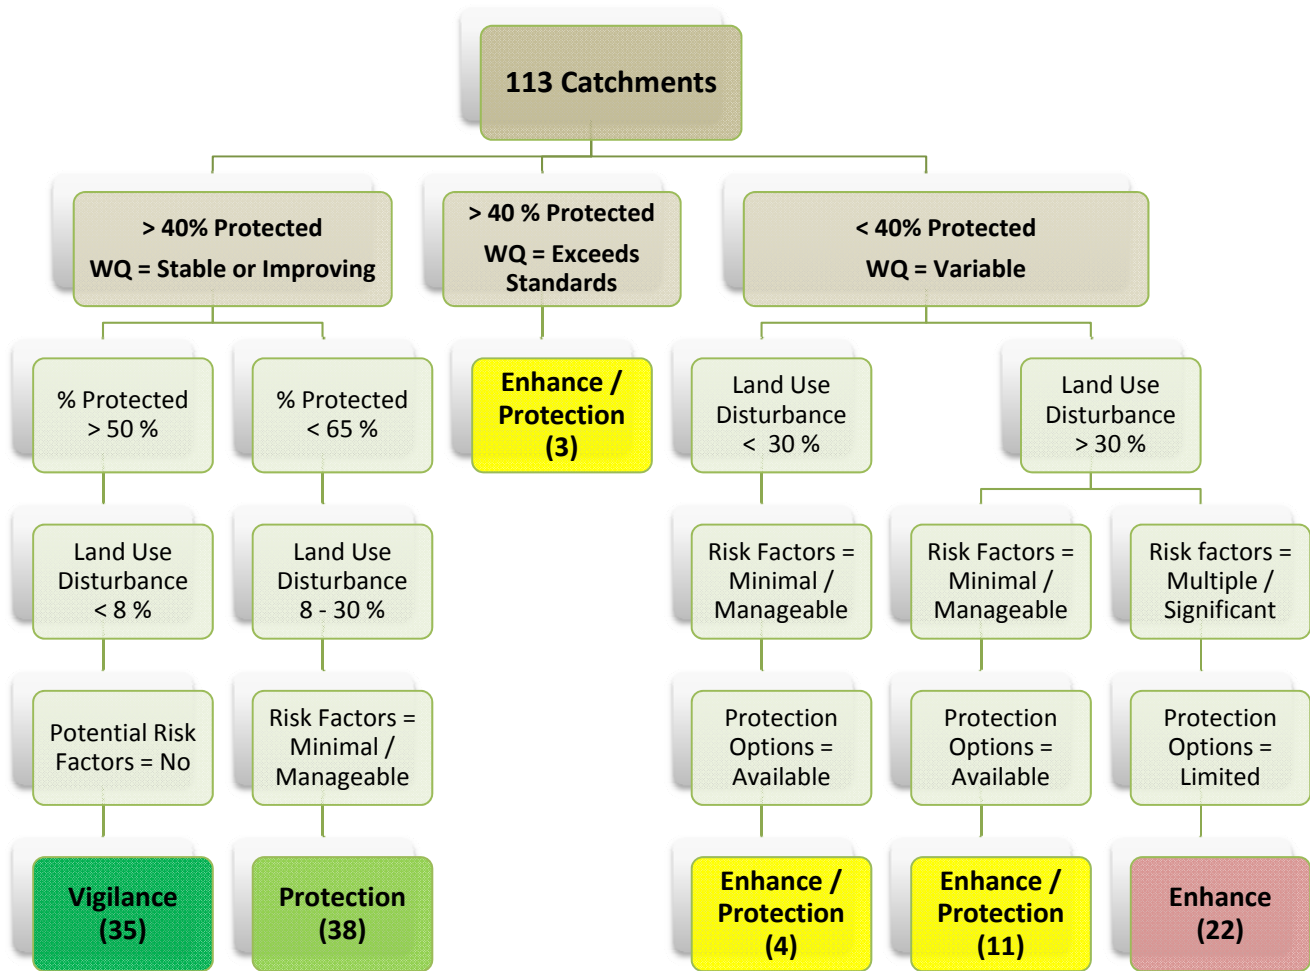 113 Catchments
> 40% Protected
WQ = Stable or Improving
> 40 % Protected
WQ = Exceeds
Standards
< 40% Protected
WQ = Variable
% Protected
> 50 %
% Protected
< 65 %
Enhance /
Protection
(3)
Land Use
Disturbance
< 30 %
Land Use
Disturbance
> 30 %
Land Use
Disturbance
< 8 %
Land Use
Disturbance
8 - 30 %
Risk Factors =
Minimal /
Manageable
Risk Factors =
Minimal /
Manageable
Risk factors =
Multiple /
Significant
Potential Risk
Factors = No
Risk Factors =
Minimal /
Manageable
Protection
Options =
Available
Protection
Options =
Available
Protection
Options =
Limited
Vigilance
(35)
Protection
(38)
Enhance /
Protection
(4)
Enhance /
Protection
(11)
Enhance
(22)